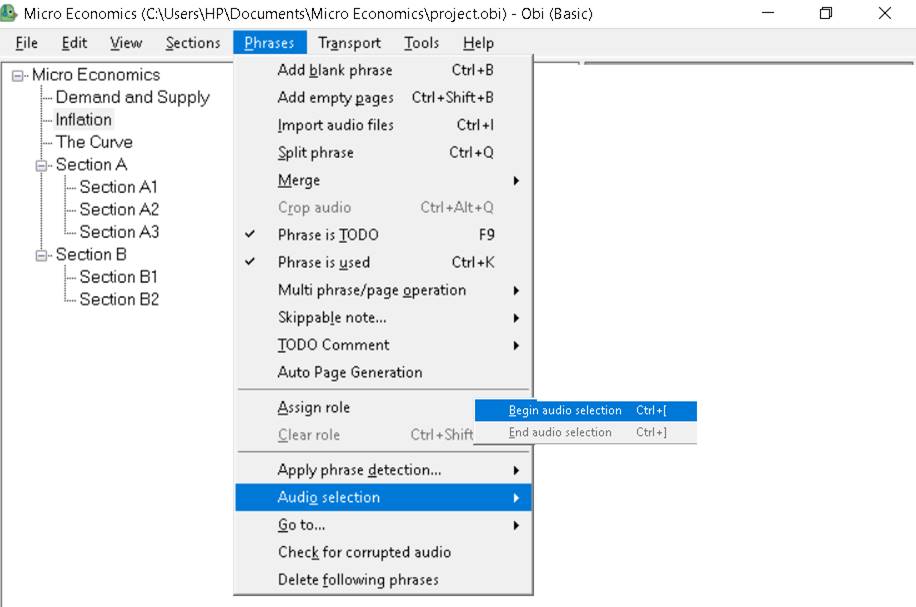 Micro Economics (C:\Users\HP\Documents\Micro Economics\project.obi) - Obi (Basic)
File Edit View Sections Phrases Transport Tools Help
Micro Economics
Demand and Supply
Inflation
The Curve
Section A
Section A1
Section A2
Section A3
Section B
Section B1
Section B2
Add blank phrase Ctrl+B
Add empty pages Ctrl+Shift+B
Import audio files Ctrl+I
Split phrase Ctrl+Q
Merge
Crop audio Ctrl+Alt+Q
Phrase is TODO F9
Phrase is used Ctrl+K
Multi phrase/page operation
Skippable note...
TODO Comment
Auto Page Generation
Assign role
Clear role Ctrl+Shift
Apply phrase detection...
Audio selection
Go to...
Check for corrupted audio
Delete following phrases
Begin audio selection Ctrl+[
End audio selection Ctrl+]